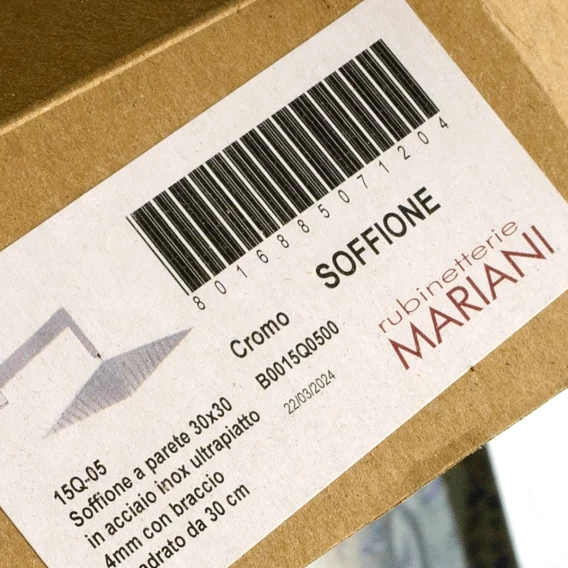 8016885071204
SOFFIONE
rubinetterie
MARIANI
Cromo
B0015Q0500
22/03/2024
15Q-05
Soffione a parete 30x30
in acciaio inox ultrapiatto
4mm con braccio
adrato da 30 cm